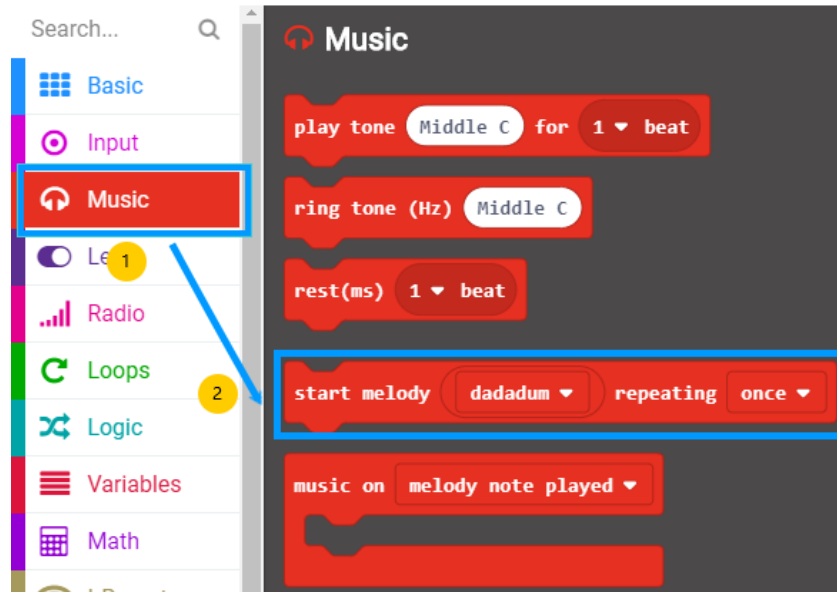 Search...
Basic
Input
Music
Le
1
Radio
Loops
2
Logic
Variables
Math
Music
play tone Middle C for 1 beat
ring tone (Hz) Middle C
rest(ms) 1 beat
start melody dadadum repeating once
music on melody note played